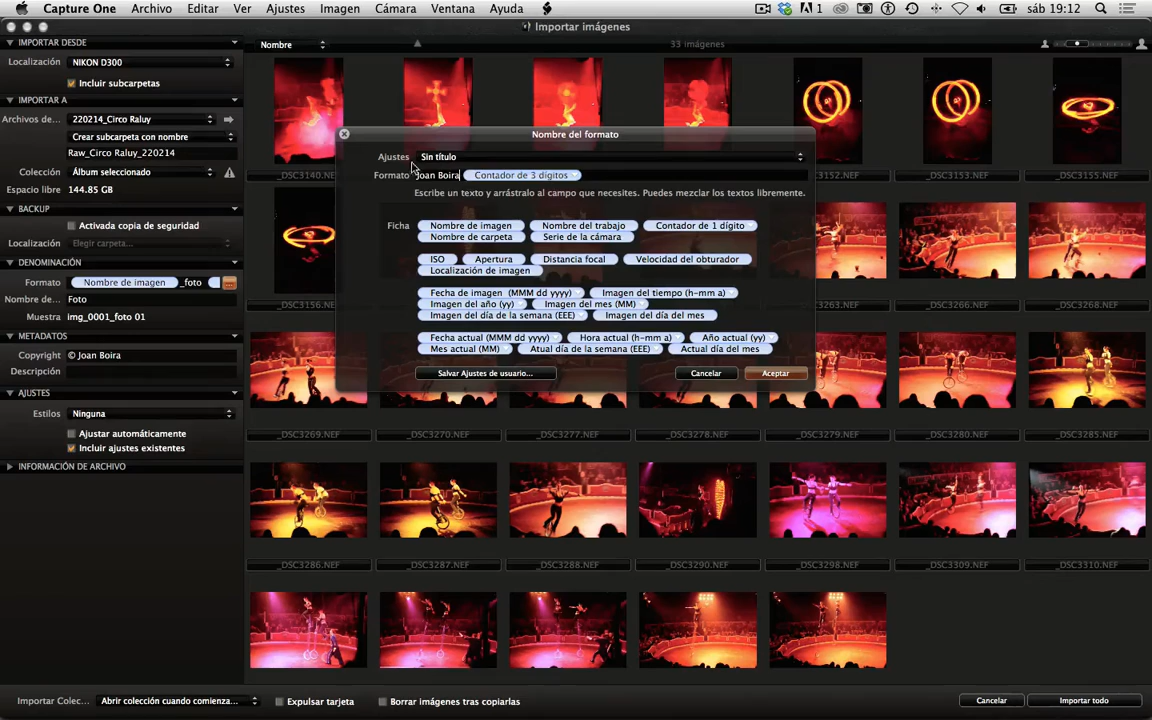 Capture One Archivo Editar Ver Ajustes Imagen Cámara Ventana Ayuda 1 sáb 19:12
Importar imágenes
IMPORTAR DESDE
Localización NIKON D300
Incluir subcarpetas
IMPORTAR A
Archivos de... 220214_Circo Raluy
Crear subcarpeta con nombre
Raw_Circo Raluy_220214
Colección Álbum seleccionado
Espacio libre 144.85 GB
BACKUP
Activada copia de seguridad
Localización Elegir carpeta...
DENOMINACIÓN
Formato Nombre de imagen _foto
Nombre de... Foto
Muestra img_0001_foto 01
METADATOS
Copyright © Joan Boira
Descripción
AJUSTES
Estilos Ninguna
Ajustar automáticamente
Incluir ajustes existentes
INFORMACIÓN DE ARCHIVO
Nombre 33 imágenes
_DSC3140.NEF _DSC3152.NEF _DSC3153.NEF _DSC3155.NEF
Nombre del formato
Ajustes Sin título
Formato Joan Boira Contador de 3 dígitos
Escribe un texto y arrástralo al campo que necesites. Puedes mezclar los textos libremente.
Ficha Nombre de imagen Nombre del trabajo Contador de 1 dígito
Nombre de carpeta Serie de la cámara
ISO Apertura Distancia focal Velocidad del obturador
Localización de imagen
Fecha de imagen (MMM dd yyyy) Imagen del tiempo (h-mm a)
Imagen del año (yy) Imagen del mes (MM)
Imagen del día de la semana (EEE) Imagen del día del mes
Fecha actual (MMM dd yyyy) Hora actual (h-mm a) Año actual (yy)
Mes actual (MM) Atual día de la semana (EEE) Actual día del mes
Salvar Ajustes de usuario... Cancelar Aceptar
_DSC3156.NEF _DSC3263.NEF _DSC3266.NEF _DSC3268.NEF
_DSC3269.NEF _DSC3270.NEF _DSC3277.NEF _DSC3278.NEF _DSC3279.NEF _DSC3280.NEF _DSC3285.NEF
_DSC3286.NEF _DSC3287.NEF _DSC3288.NEF _DSC3290.NEF _DSC3298.NEF _DSC3309.NEF _DSC3310.NEF
Importar Colec... Abrir colección cuando comienza... Expulsar tarjeta Borrar imágenes tras copiarlas Cancelar Importar todo